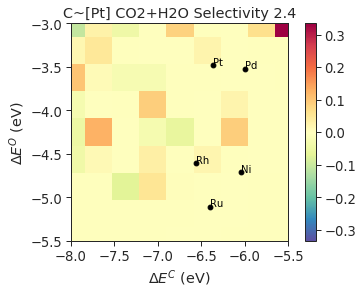 C~[Pt] CO2+H2O Selectivity 2.4
−3.0
−3.5
−4.0
−4.5
−5.0
−5.5
ΔE^O (eV)
Pt
Pd
Rh
Ni
Ru
−8.0 −7.5 −7.0 −6.5 −6.0 −5.5
ΔE^C (eV)
0.3
0.2
0.1
0.0
−0.1
−0.2
−0.3